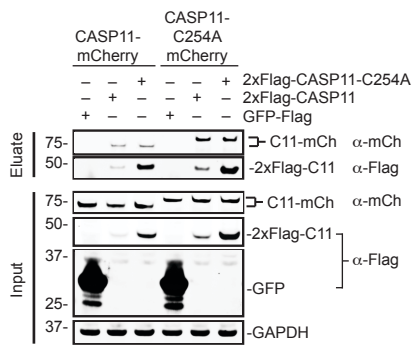 CASP11-
mCherry
CASP11-
C254A
mCherry
– – + – – + 2xFlag-CASP11-C254A
– + – – + – 2xFlag-CASP11
+ – – + – – GFP-Flag
Eluate
75- C11-mCh α-mCh
50- -2xFlag-C11 α-Flag
Input
75- C11-mCh α-mCh
50- -2xFlag-C11
α-Flag
37-
-GFP
25-
37- -GAPDH